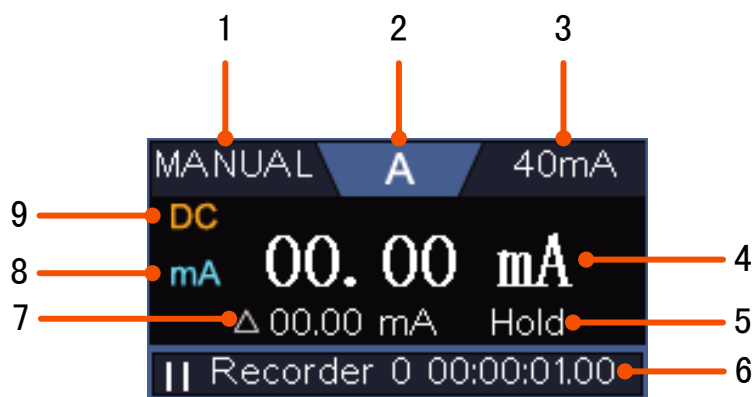 1 2 3
MANUAL A 40mA
9 DC
8 mA 00.00 mA 4
7 △ 00.00 mA Hold 5
|| Recorder 0 00:00:01.00 6